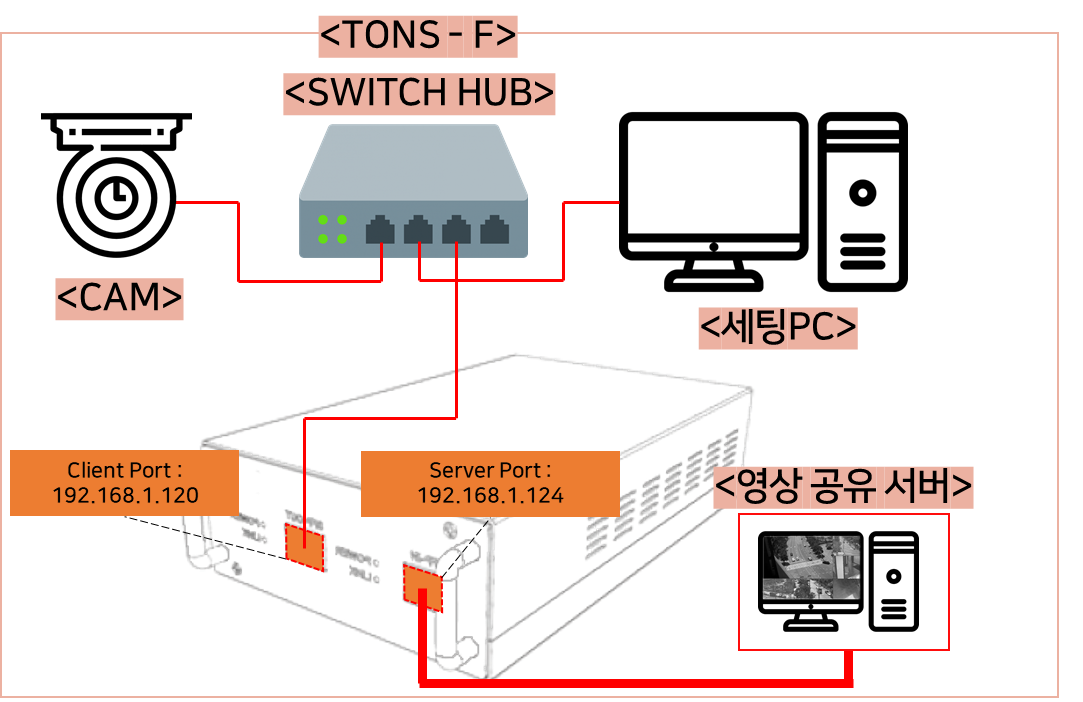 <TONS - F>
<SWITCH HUB>
<CAM>
<세팅PC>
Client Port :
192.168.1.120
Server Port :
192.168.1.124
<영상 공유 서버>